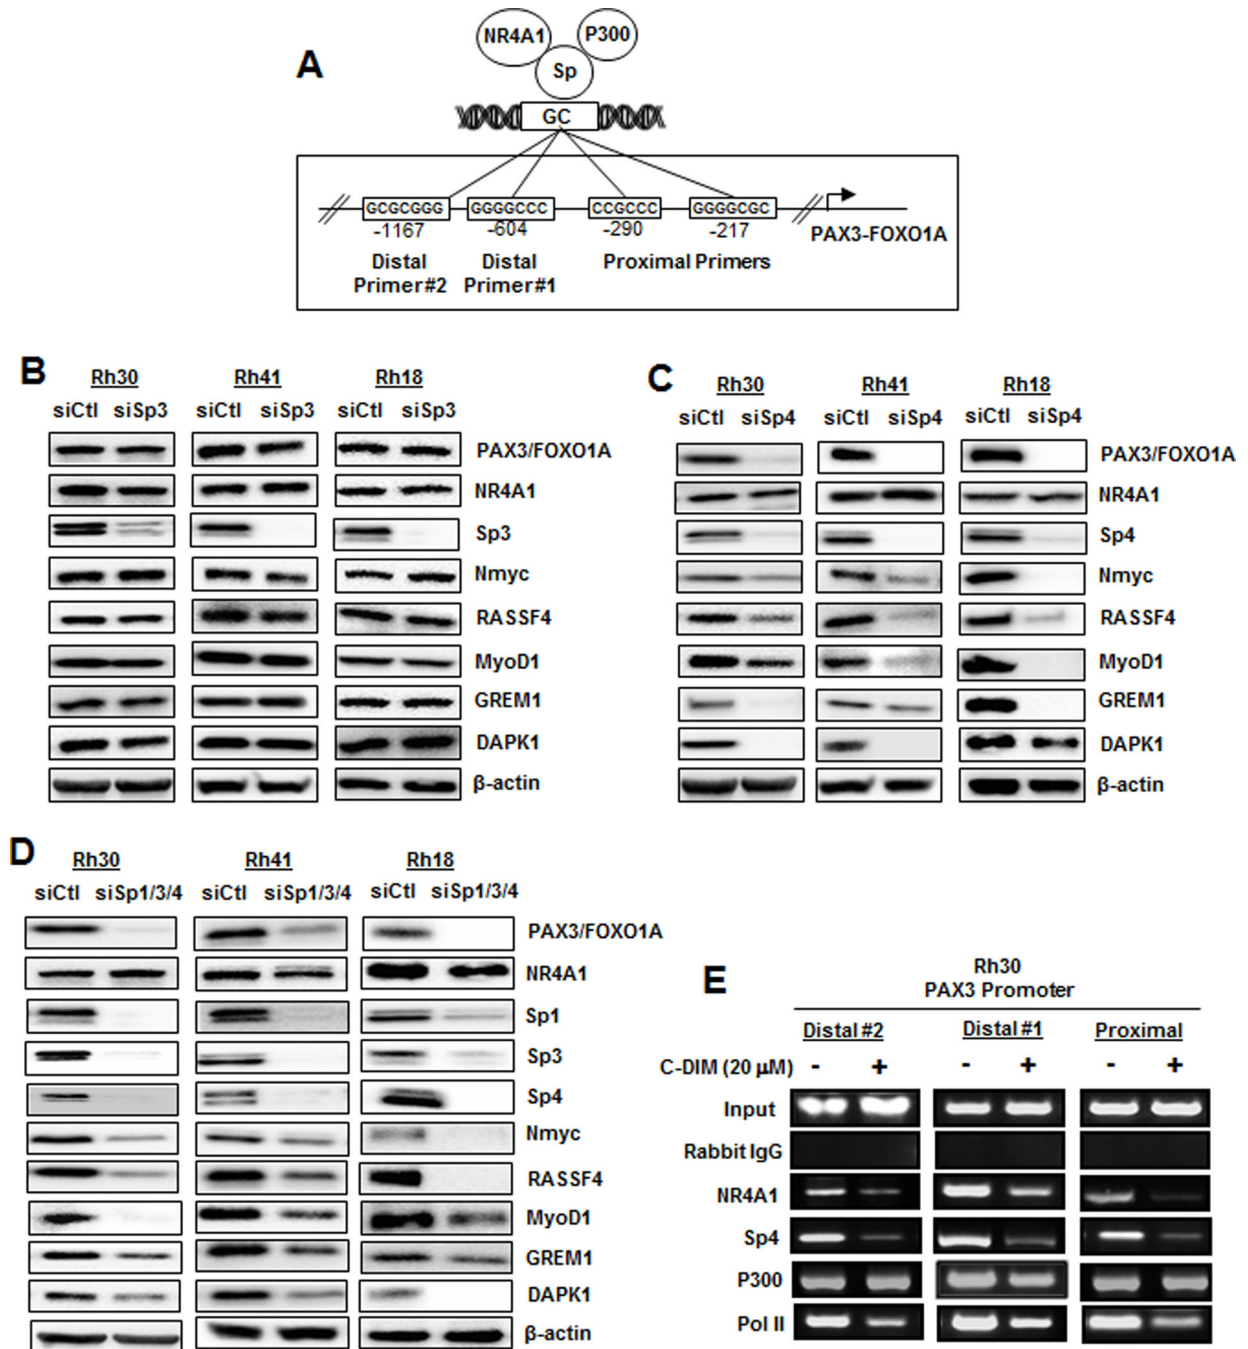 A
NR4A1
P300
Sp
GC
GCGCGGG
GGGGCCC
CCGCCC
GGGGCGC
-1167
-604
-290
-217
PAX3-FOXO1A
Distal
Primer#2
Distal
Primer#1
Proximal Primers
B
Rh30
Rh41
Rh18
siCtl siSp3
siCtl siSp3
siCtl siSp3
PAX3/FOXO1A
NR4A1
Sp3
Nmyc
RASSF4
MyoD1
GREM1
DAPK1
β-actin
C
Rh30
Rh41
Rh18
siCtl siSp4
siCtl siSp4
siCtl siSp4
PAX3/FOXO1A
NR4A1
Sp4
Nmyc
RASSF4
MyoD1
GREM1
DAPK1
β-actin
D
Rh30
Rh41
Rh18
siCtl siSp1/3/4
siCtl siSp1/3/4
siCtl siSp1/3/4
PAX3/FOXO1A
NR4A1
Sp1
Sp3
Sp4
Nmyc
RASSF4
MyoD1
GREM1
DAPK1
β-actin
E
Rh30
PAX3 Promoter
Distal #2
Distal #1
Proximal
C-DIM (20 µM) - + - + - +
Input
Rabbit IgG
NR4A1
Sp4
P300
Pol II